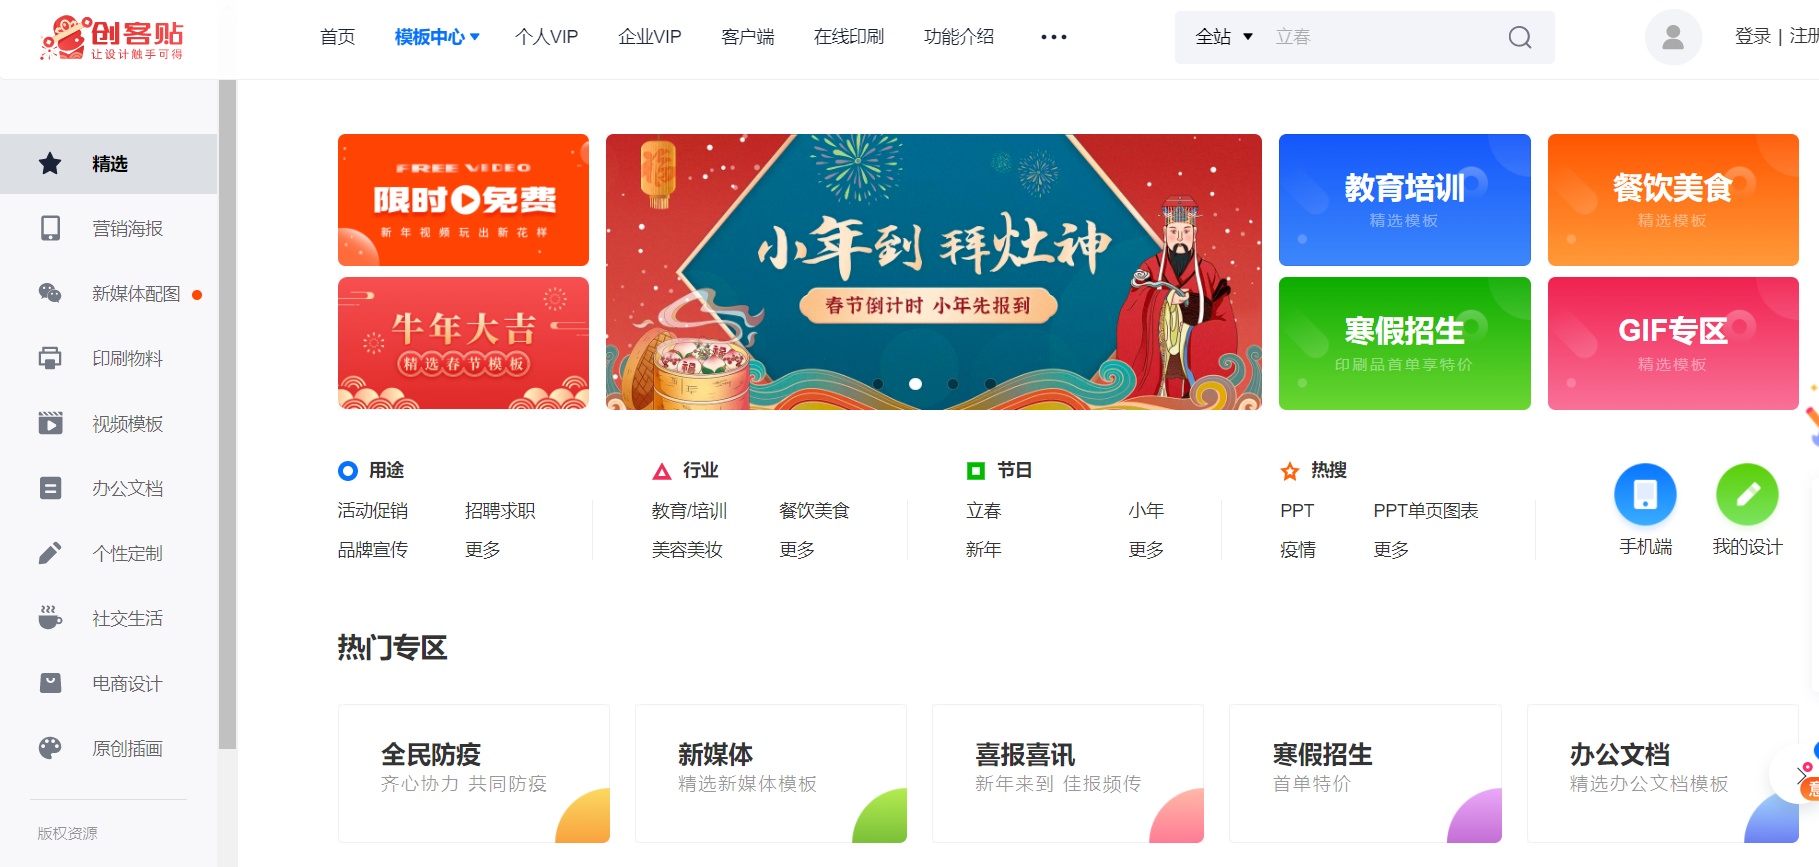 创客贴
让设计触手可得
首页
模板中心
个人VIP
企业VIP
客户端
在线印刷
功能介绍
全站
立春
登录 | 注册
精选
营销海报
新媒体配图
印刷物料
视频模板
办公文档
个性定制
社交生活
电商设计
原创插画
版权资源
FREE VIDEO
限时免费
新年视频玩出新花样
牛年大吉
精选春节模板
福
小年到 拜灶神
春节倒计时 小年先报到
教育培训
精选模板
餐饮美食
精选模板
寒假招生
印刷品首单享特价
GIF专区
精选模板
用途
活动促销
招聘求职
品牌宣传
更多
行业
教育/培训
餐饮美食
美容美妆
更多
节日
立春
小年
新年
更多
热搜
PPT
PPT单页图表
疫情
更多
手机端
我的设计
热门专区
全民防疫
齐心协力 共同防疫
新媒体
精选新媒体模板
喜报喜讯
新年来到 佳报频传
寒假招生
首单特价
办公文档
精选办公文档模板